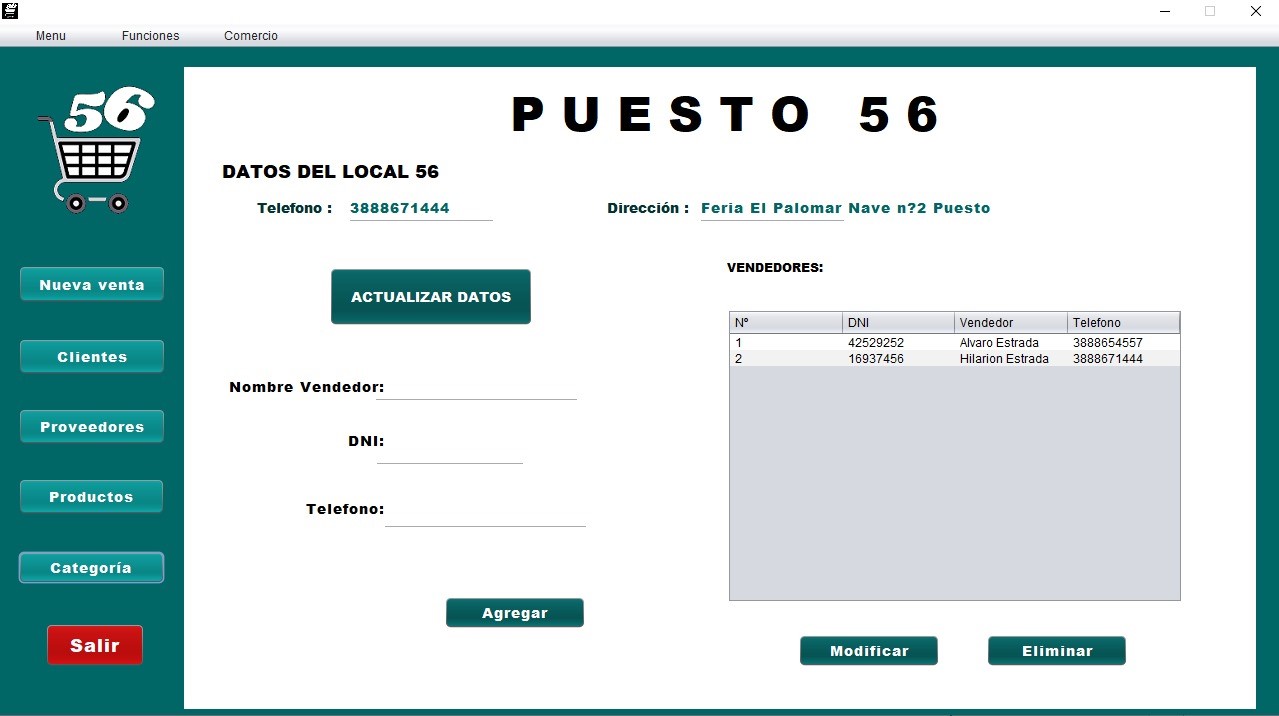 Menu Funciones Comercio
56
PUESTO 56
DATOS DEL LOCAL 56
Telefono : 3888671444 Dirección : Feria El Palomar Nave n?2 Puesto
VENDEDORES:
Nueva venta
ACTUALIZAR DATOS
Nº DNI Vendedor Telefono
1 42529252 Alvaro Estrada 3888654557
2 16937456 Hilarion Estrada 3888671444
Clientes
Nombre Vendedor:
Proveedores
DNI:
Productos
Telefono:
Categoría
Agregar
Salir
Modificar Eliminar